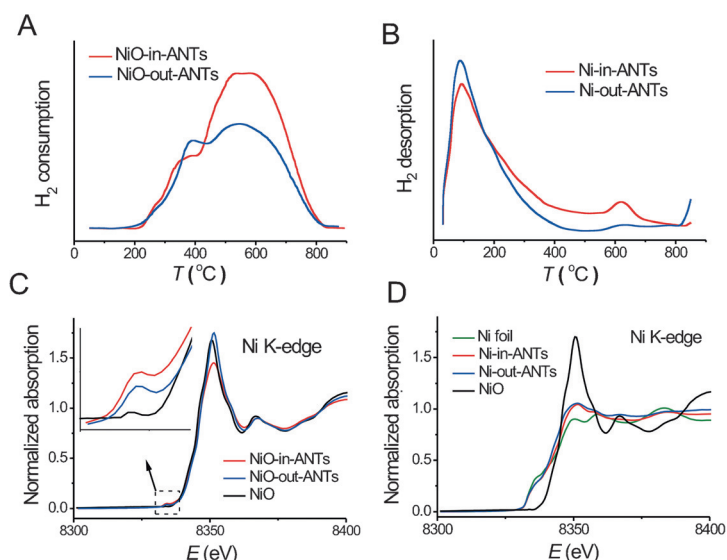 A
NiO-in-ANTs
NiO-out-ANTs
H₂ consumption
0 200 400 600 800
T (°C)
B
Ni-in-ANTs
Ni-out-ANTs
H₂ desorption
0 200 400 600 800
T (°C)
C
Ni K-edge
Normalized absorption
1.5
1.0
0.5
0.0
NiO-in-ANTs
NiO-out-ANTs
NiO
8300 8350 8400
E (eV)
D
Ni K-edge
Ni foil
Ni-in-ANTs
Ni-out-ANTs
NiO
Normalized absorption
1.5
1.0
0.5
0.0
8300 8350 8400
E (eV)